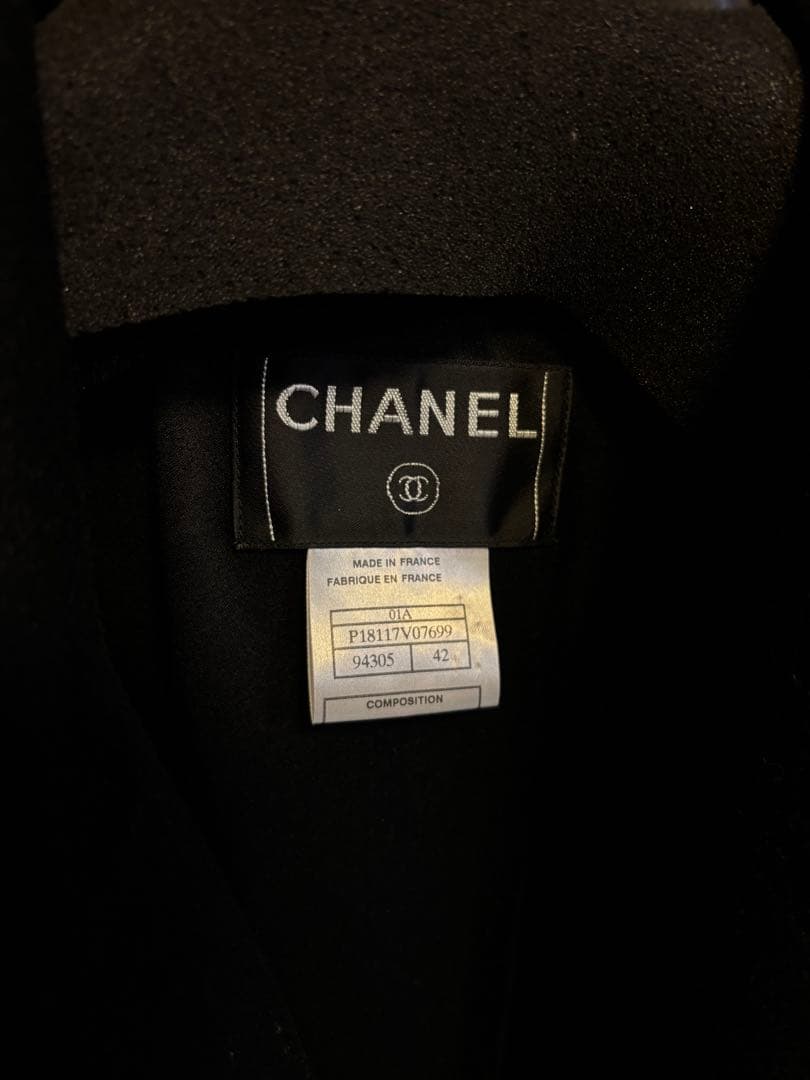 CHANEL
MADE IN FRANCE
FABRIQUE EN FRANCE
01A
P18117V07699
94305 42
COMPOSITION